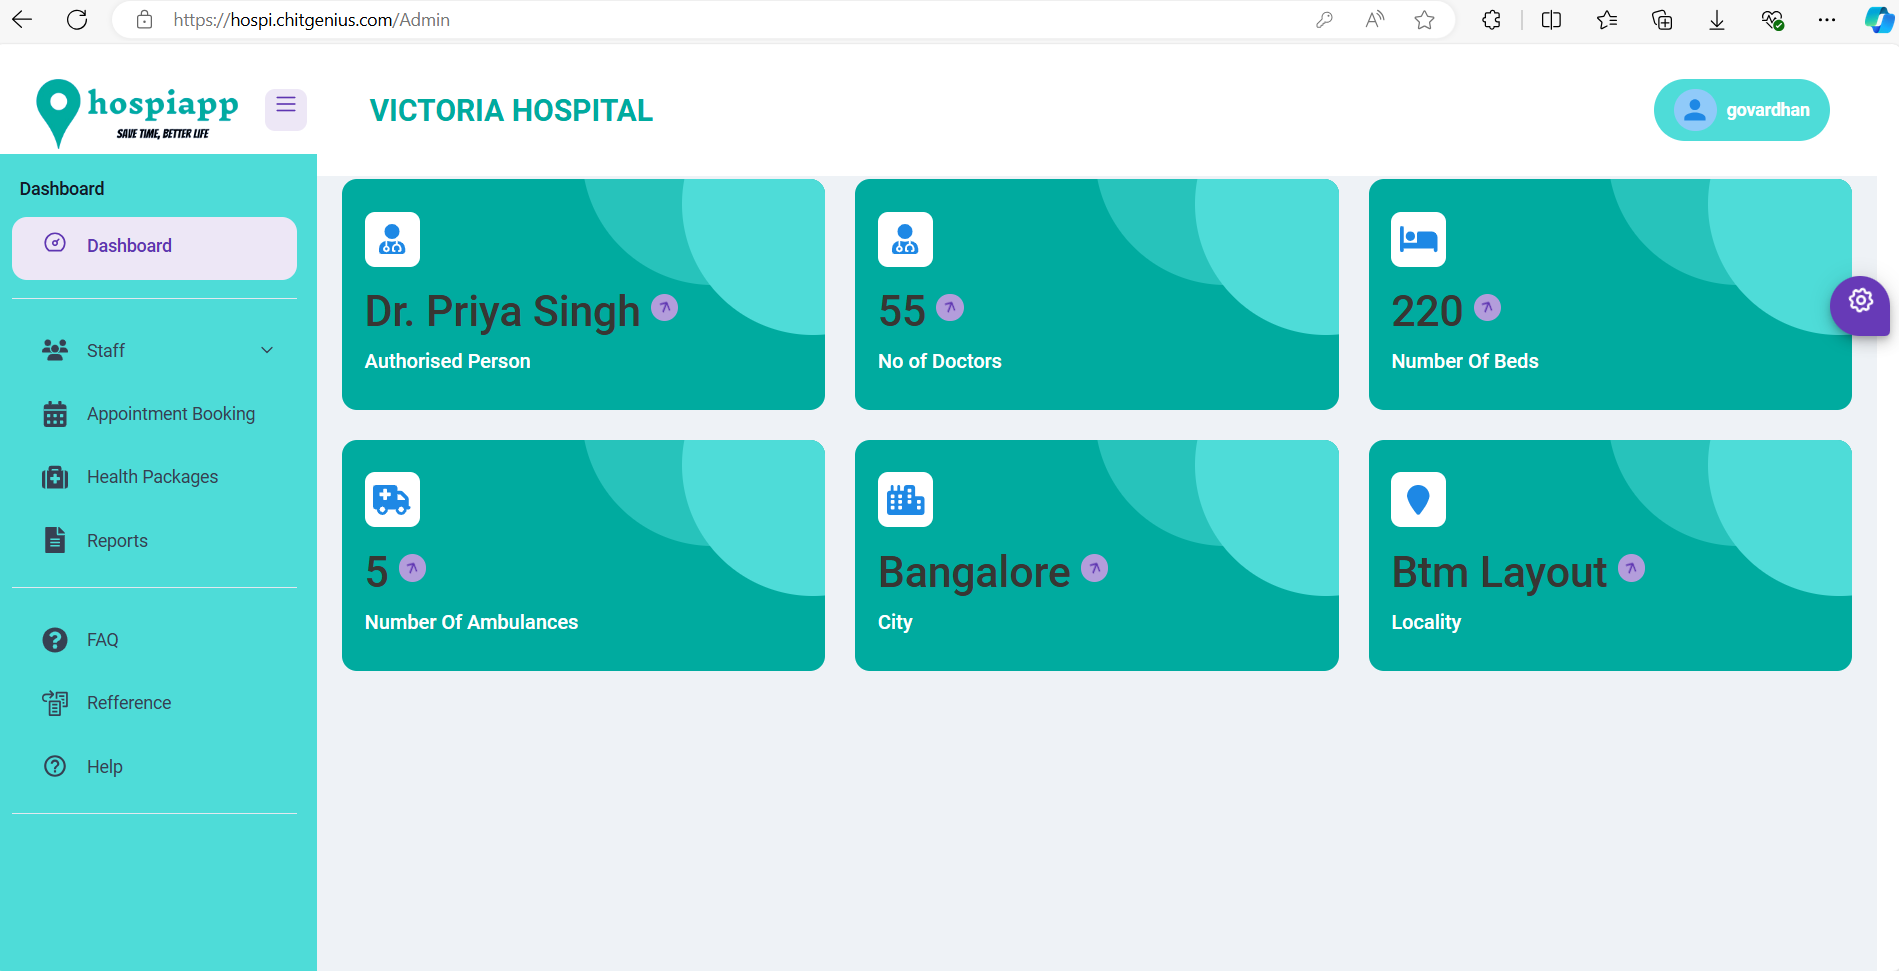 https://hospi.chitgenius.com/Admin
hospiapp
SAVE TIME, BETTER LIFE
VICTORIA HOSPITAL
govardhan
Dashboard
Dashboard
Staff
Appointment Booking
Health Packages
Reports
FAQ
Refference
Help
Dr. Priya Singh
Authorised Person
55
No of Doctors
220
Number Of Beds
5
Number Of Ambulances
Bangalore
City
Btm Layout
Locality